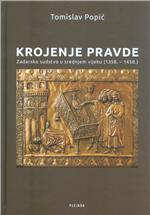 Tomislav Popić
KROJENJE PRAVDE
Zadarsko sudstvo u srednjem vijeku (1358. – 1458.)
PLEJADA